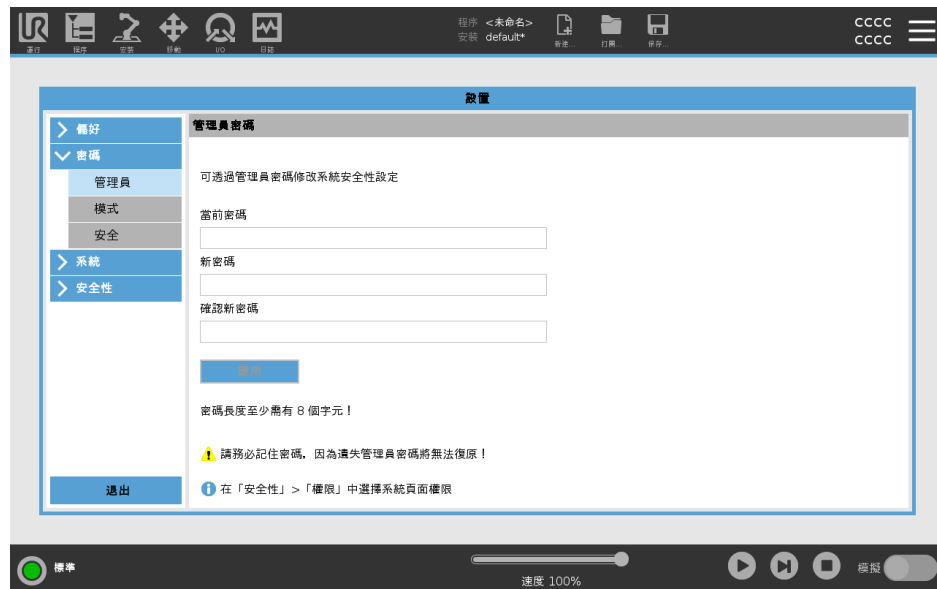 UR
運行 程序 安裝 移動 I/O 日誌
程序 <未命名>
安裝 default*
新建... 打開... 保存...
CCCC
CCCC
設置
偏好
密碼
管理員
模式
安全
系統
安全性
退出
管理員密碼
可透過管理員密碼修改系統安全性設定
當前密碼
新密碼
確認新密碼
應用
密碼長度至少需有 8 個字元！
請務必記住密碼，因為遺失管理員密碼將無法復原！
在「安全性」>「權限」中選擇系統頁面權限
標準
速度 100%
模擬